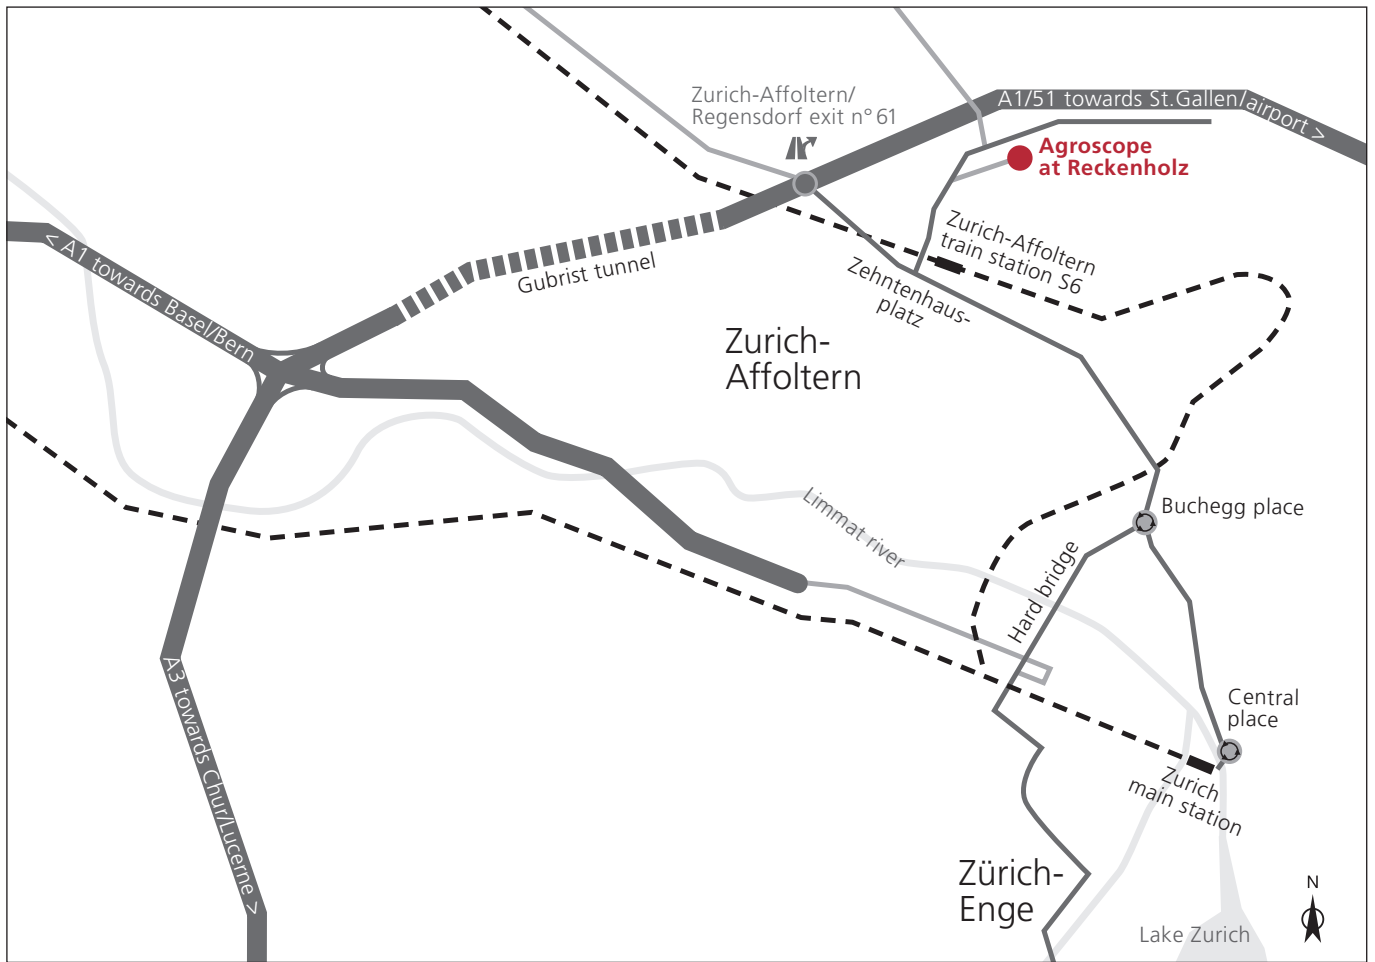 Zurich-Affoltern/
Regensdorf exit n° 61
A1/51 towards St.Gallen/airport >
Agroscope
at Reckenholz
Zurich-Affoltern
train station S6
< A1 towards Basel/Bern
Gubrist tunnel
Zehntenhaus-
platz
Zurich-
Affoltern
Limmat river
Buchegg place
Hard bridge
A3 towards Chur/Lucerne >
Central
place
Zurich
main station
Zürich-
Enge
N
Lake Zurich